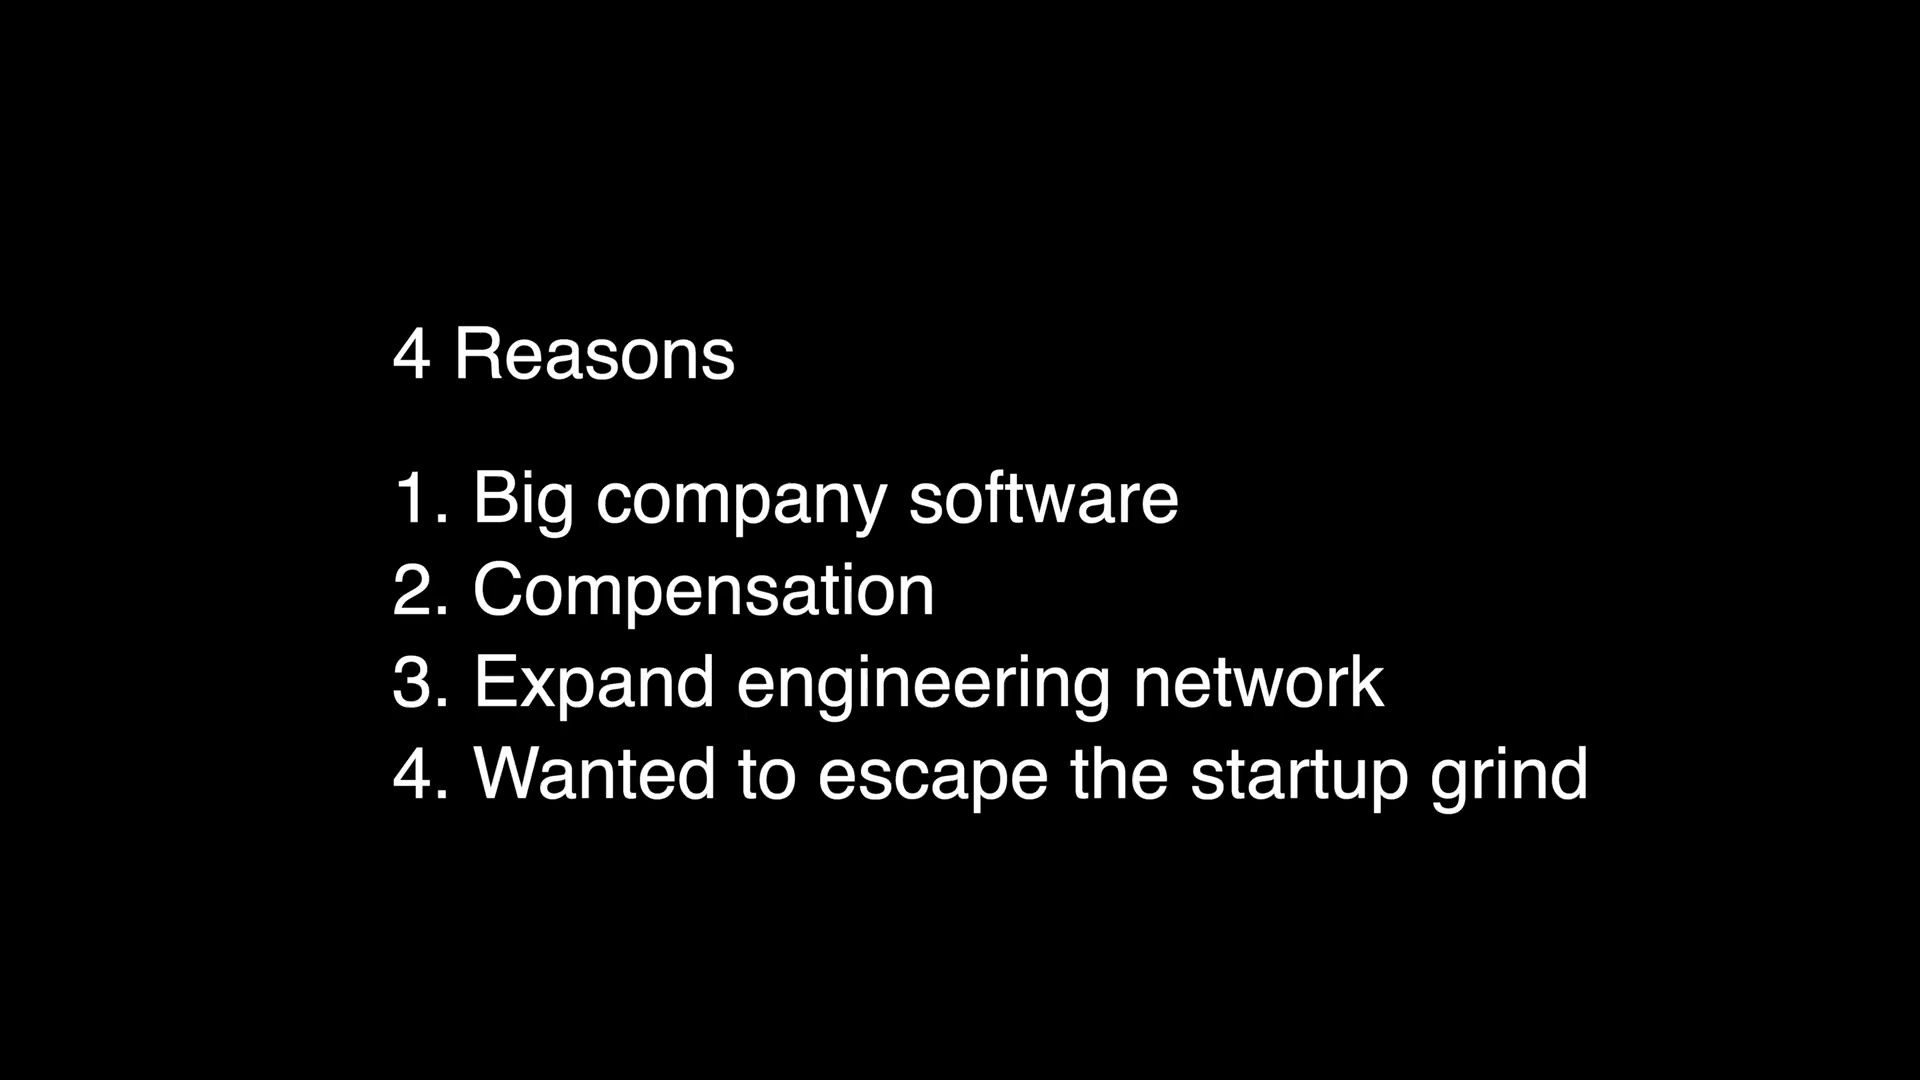 4 Reasons
1. Big company software
2. Compensation
3. Expand engineering network
4. Wanted to escape the startup grind